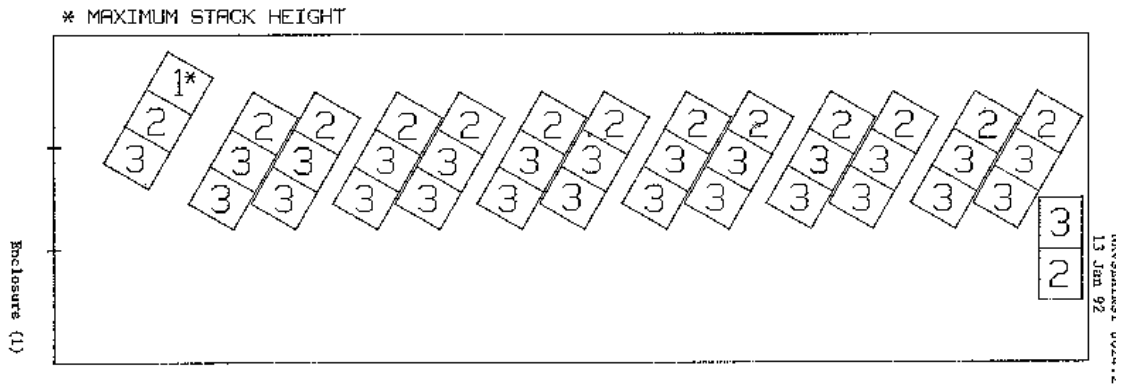 * MAXIMUM STACK HEIGHT
1*
2
3
2 2 2 2 2 2 2 2 2 2 2 2
3 3 3 3 3 3 3 3 3 3 3 3
3 3 3 3 3 3 3 3 3 3 3 3
3
2
13 Jan 92
Enclosure (1)